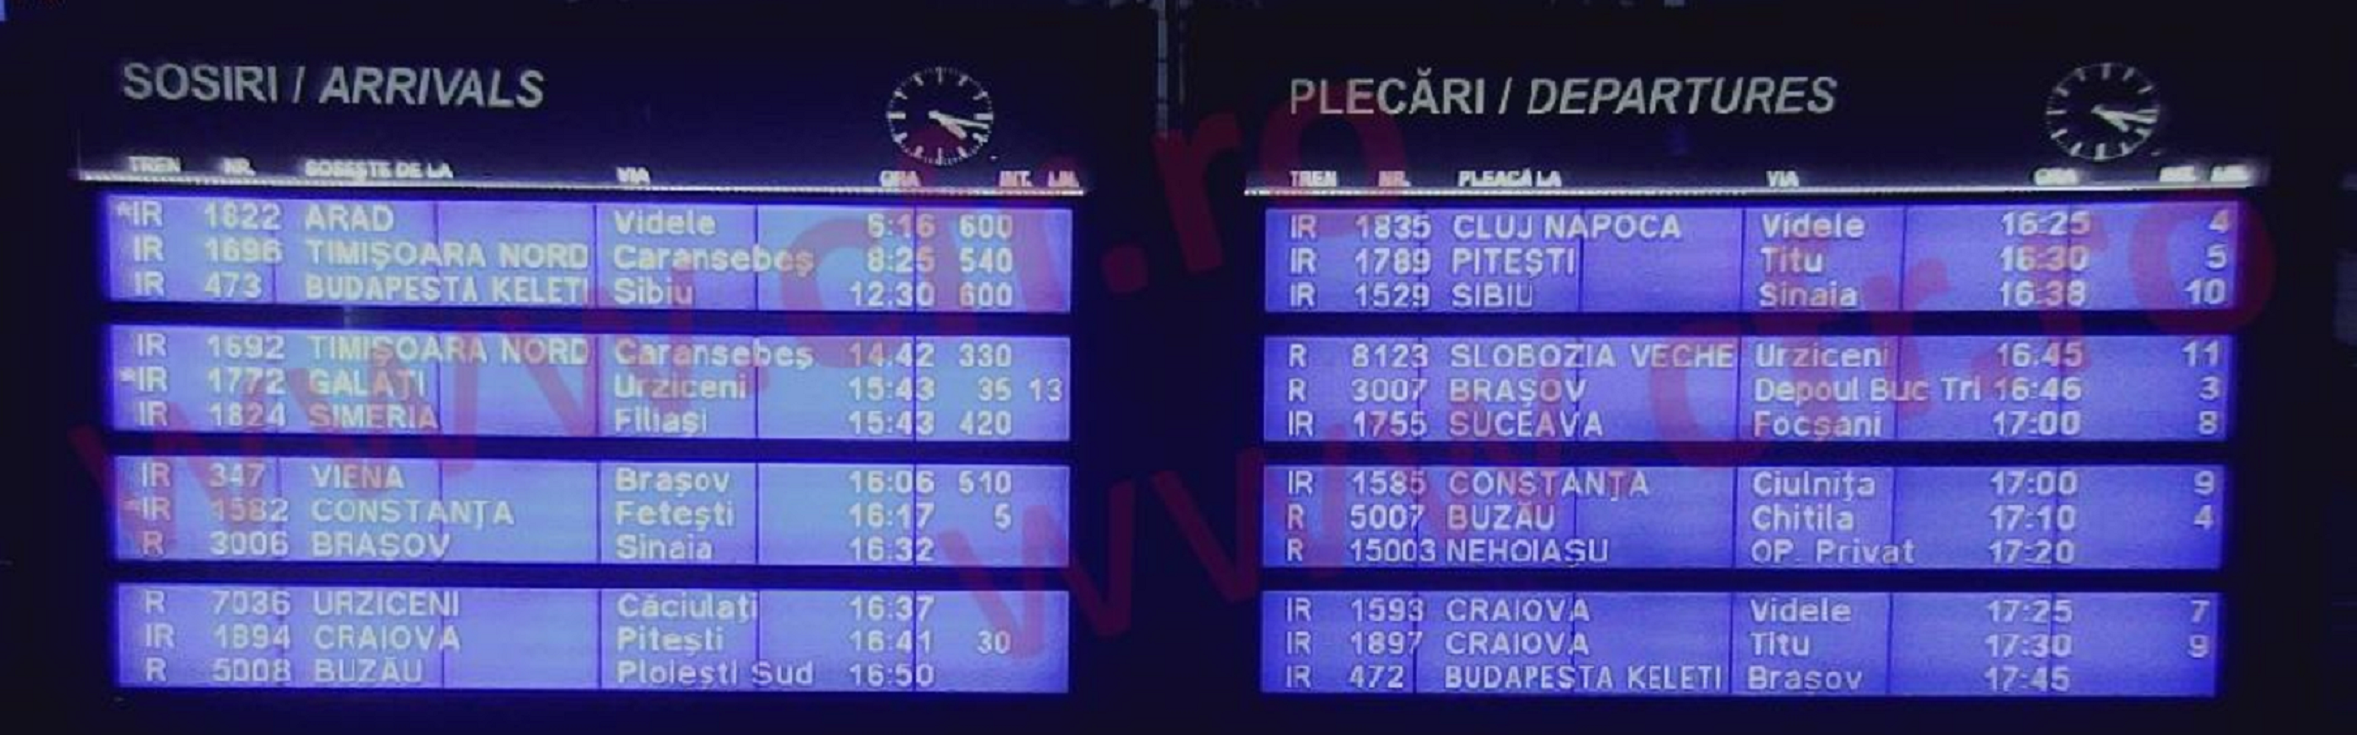 SOSIRI / ARRIVALS
TREN NR. SOSEȘTE DE LA VIA ORA INT. LIN.
*IR 1822 ARAD Videle 6:16 600
IR 1696 TIMIȘOARA NORD Caransebeș 8:25 540
IR 473 BUDAPESTA KELETI Sibiu 12:30 600
IR 1692 TIMIȘOARA NORD Caransebeș 14:42 330
*IR 1772 GALAȚI Urziceni 15:43 35 13
IR 1824 SIMERIA Filiași 15:43 420
IR 347 VIENA Brașov 16:06 510
*IR 1582 CONSTANȚA Fetești 16:17 5
R 3006 BRAȘOV Sinaia 16:32
R 7036 URZICENI Căciulați 16:37
IR 1894 CRAIOVA Pitești 16:41 30
R 5008 BUZĂU Ploiești Sud 16:50
PLECĂRI / DEPARTURES
TREN NR. PLEACĂ LA VIA ORA
IR 1835 CLUJ NAPOCA Videle 16:25 4
IR 1789 PITEȘTI Titu 16:30 5
IR 1529 SIBIU Sinaia 16:38 10
R 8123 SLOBOZIA VECHE Urziceni 16:45 11
R 3007 BRAȘOV Depoul Buc Tri 16:46 3
IR 1755 SUCEAVA Focșani 17:00 8
IR 1585 CONSTANȚA Ciulnița 17:00 9
R 5007 BUZĂU Chitila 17:10 4
R 15003 NEHOIAȘU OP. Privat 17:20
IR 1593 CRAIOVA Videle 17:25 7
IR 1897 CRAIOVA Titu 17:30 9
IR 472 BUDAPESTA KELETI Brașov 17:45
www.cfr.ro
www.cfr.ro